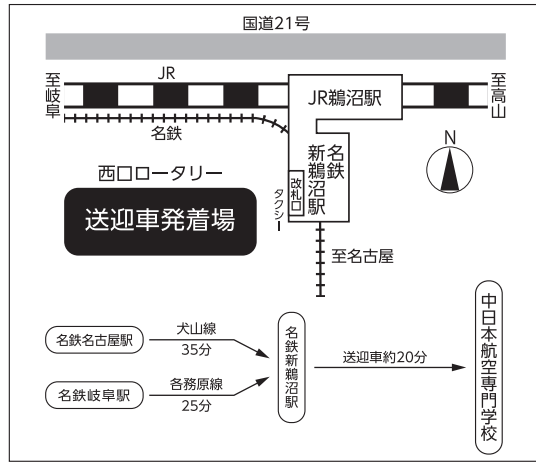 国道21号
JR
至岐阜
JR鵜沼駅
至高山
名鉄
名鉄
新鵜沼駅
改札口
タクシー
N
西口ロータリー
送迎車発着場
至名古屋
名鉄名古屋駅
犬山線
35分
名鉄岐阜駅
各務原線
25分
名鉄新鵜沼駅
送迎車約20分
中日本航空専門学校